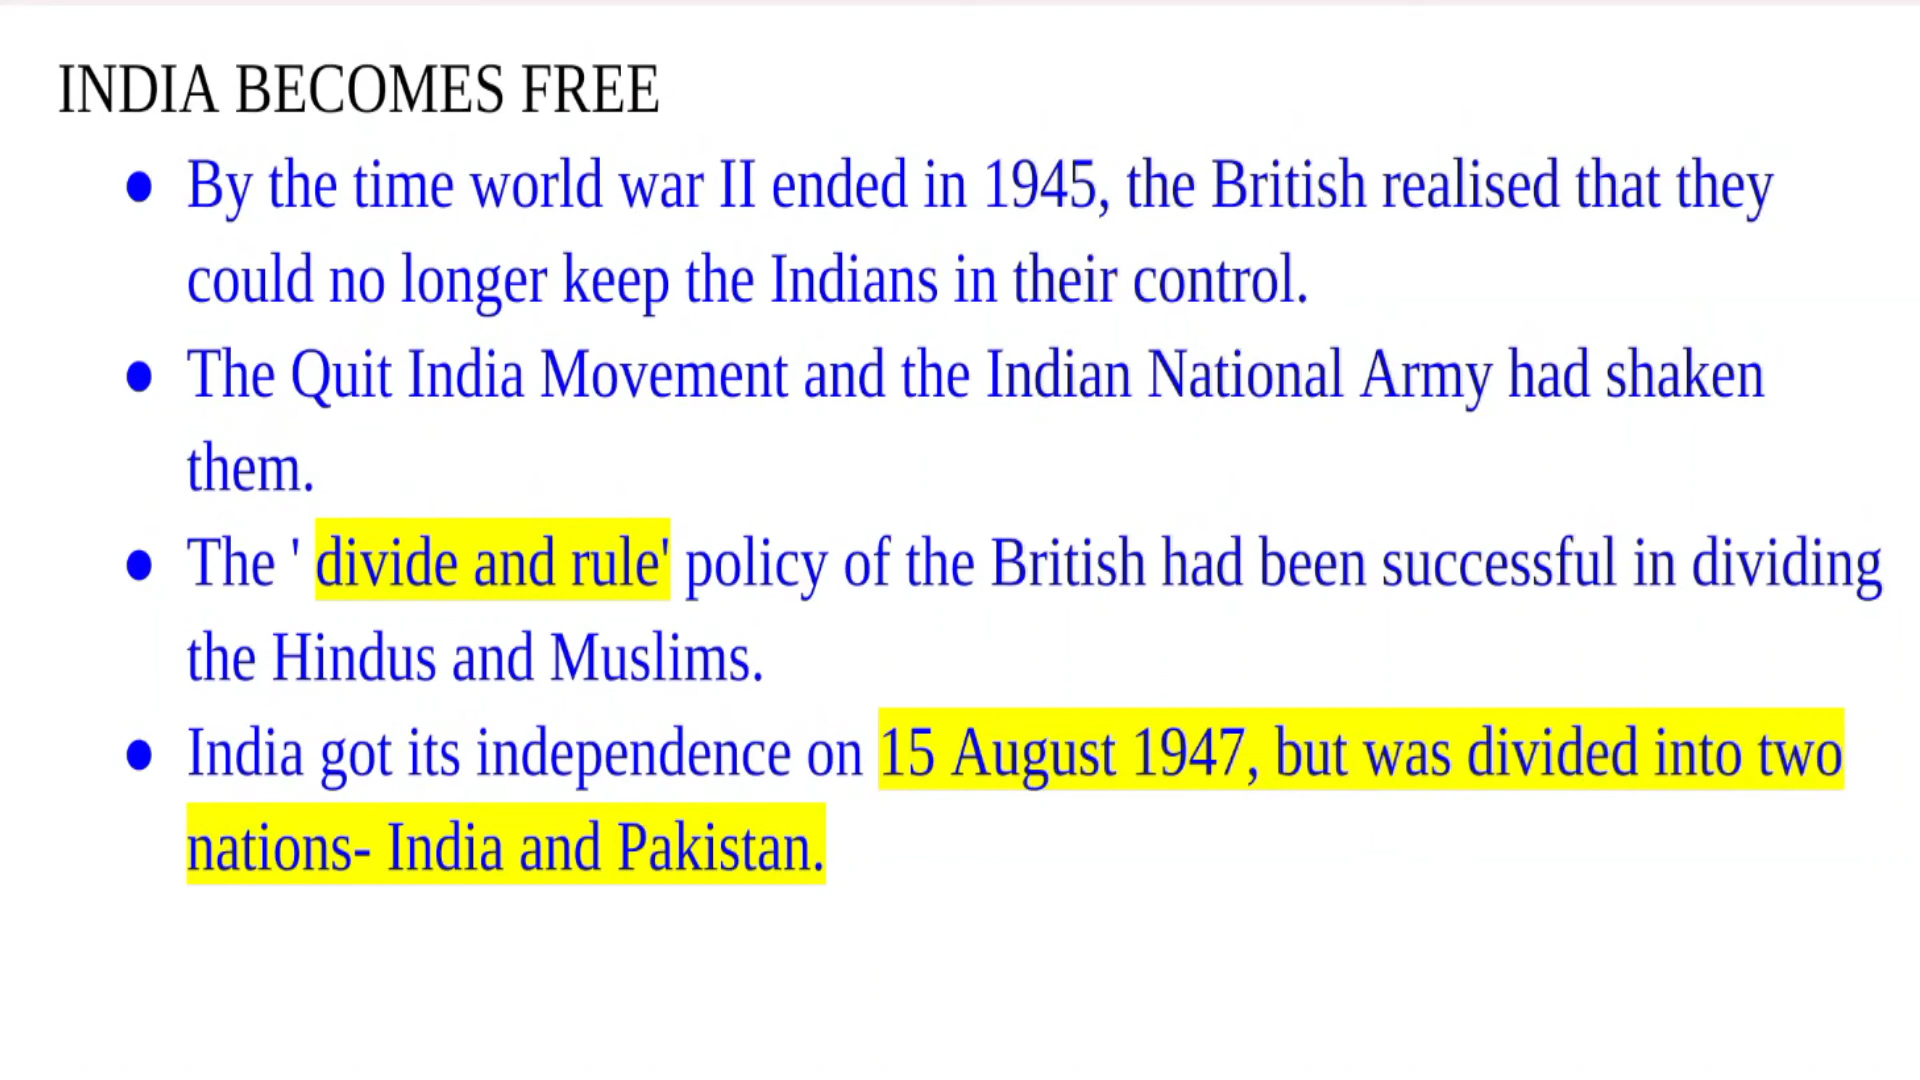 INDIA BECOMES FREE
● By the time world war II ended in 1945, the British realised that they
could no longer keep the Indians in their control.
● The Quit India Movement and the Indian National Army had shaken
them.
● The ' divide and rule' policy of the British had been successful in dividing
the Hindus and Muslims.
● India got its independence on 15 August 1947, but was divided into two
nations- India and Pakistan.